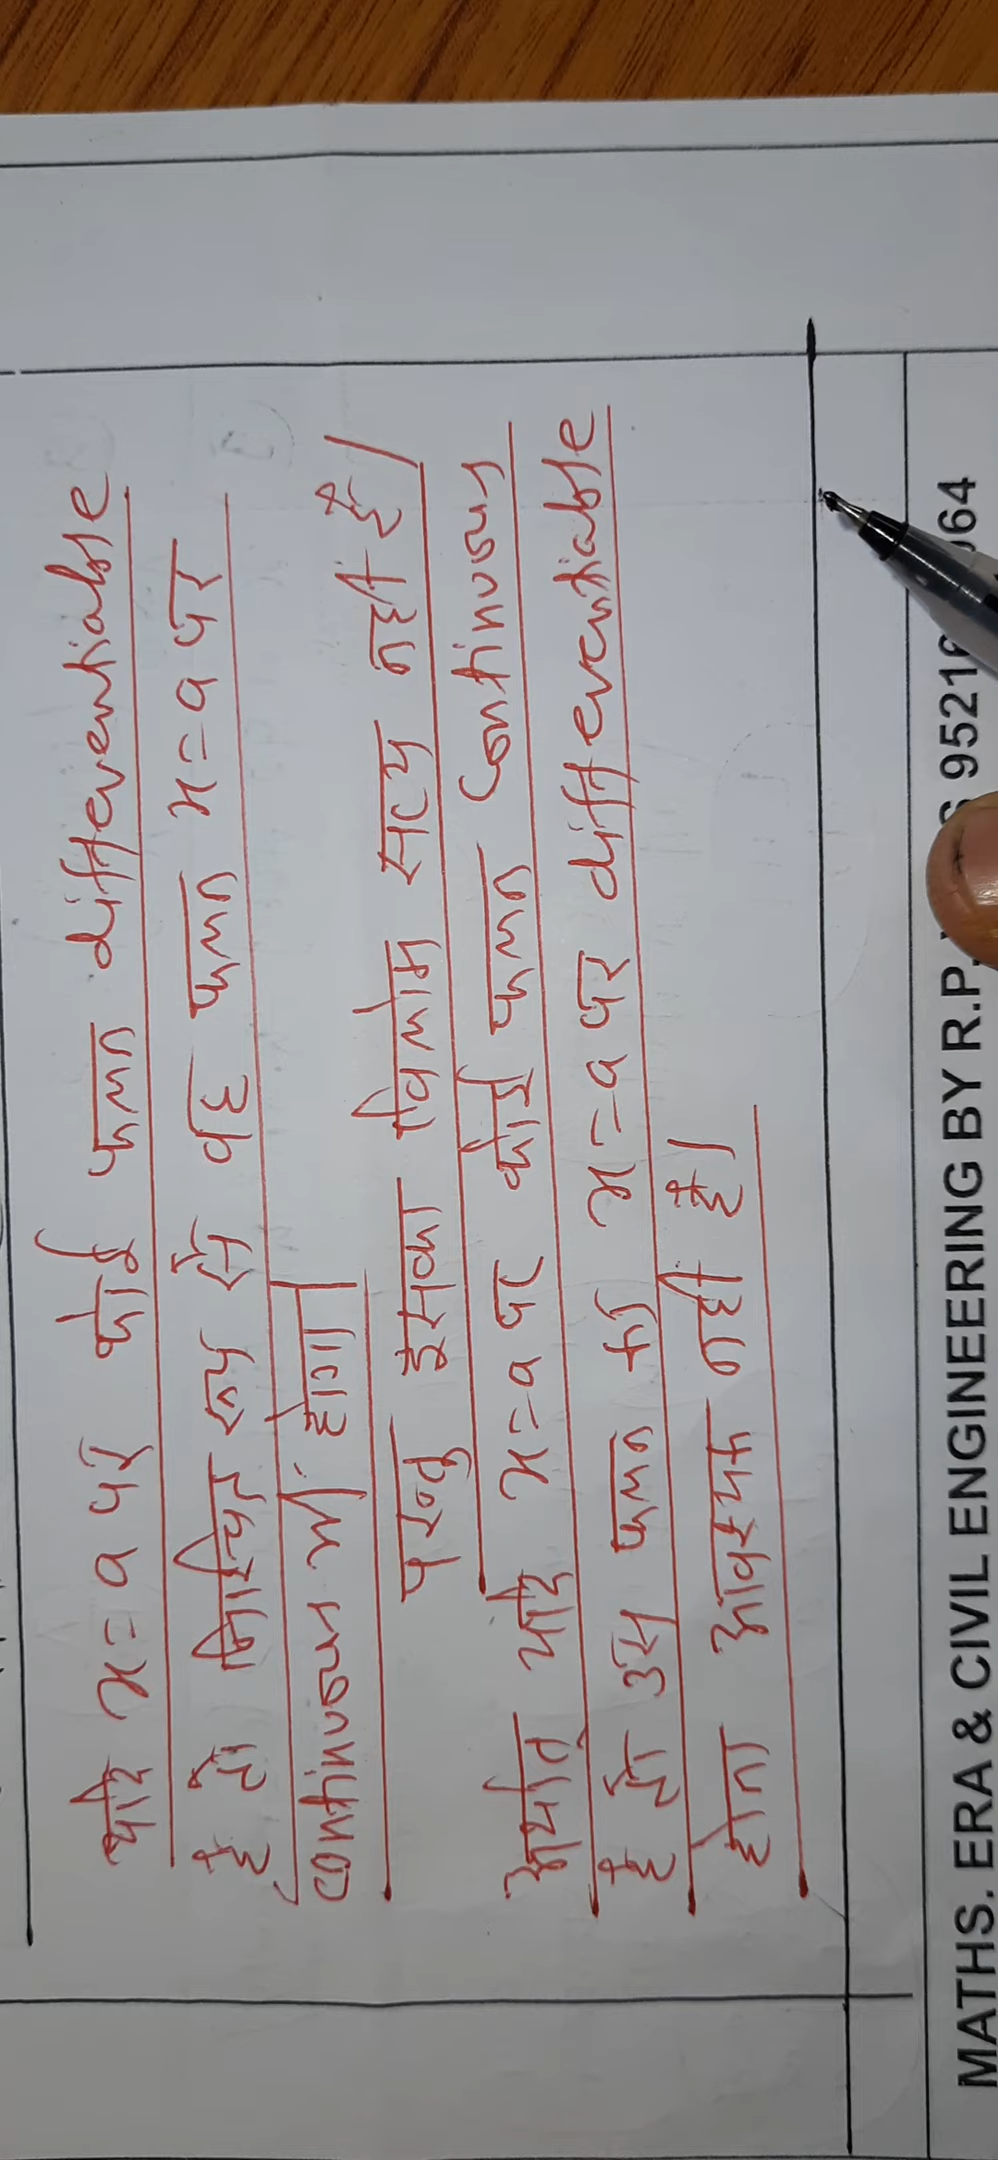 यदि x = a पर कोई फलन differentiable
है तो निश्चित रूप से वह फलन x = a पर
continuous भी होगा
परन्तु इसका विलोम सत्य नहीं है।
अर्थात यदि x = a पर कोई फलन Continuous
है तो उस फलन का x = a पर differentiable
होना आवश्यक नहीं है।
MATHS. ERA & CIVIL ENGINEERING BY R.P.